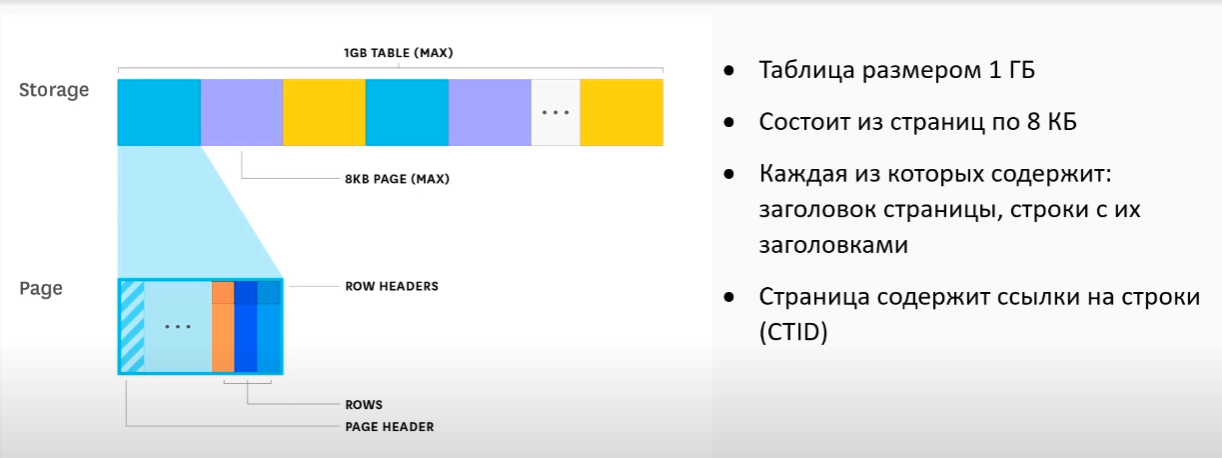 1GB TABLE (MAX)
Storage
...
8KB PAGE (MAX)
Page
ROW HEADERS
...
ROWS
PAGE HEADER
• Таблица размером 1 ГБ
• Состоит из страниц по 8 КБ
• Каждая из которых содержит:
заголовок страницы, строки с их
заголовками
• Страница содержит ссылки на строки
(CTID)